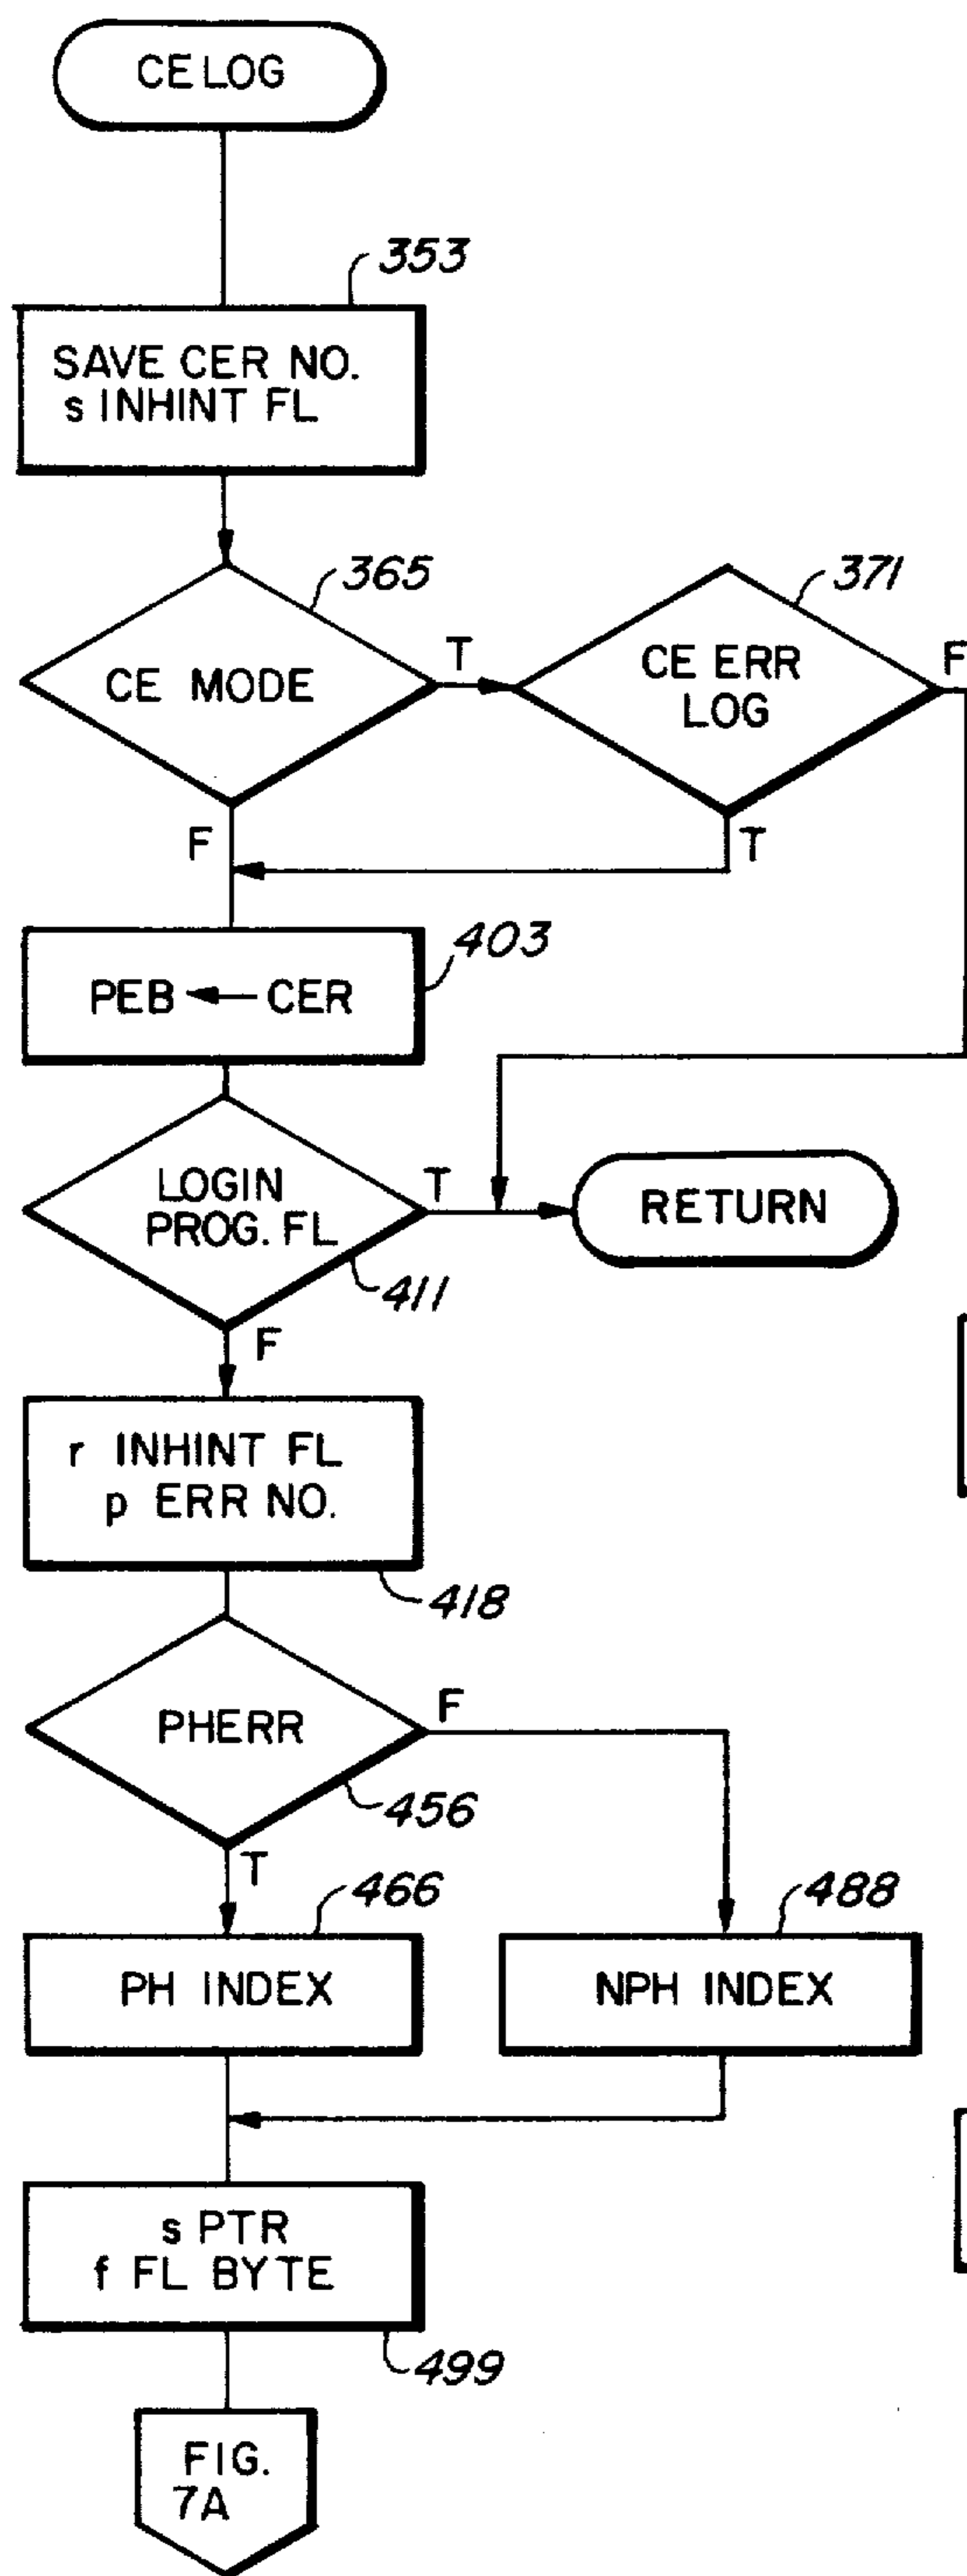 CE LOG
353
SAVE CER NO.
s INHINT FL
365
371
CE MODE
T
CE ERR
LOG
F
F
T
403
PEB ← CER
LOGIN
PROG. FL
T
RETURN
411
F
r INHINT FL
p ERR NO.
418
PHERR
F
456
T
466
488
PH INDEX
NPH INDEX
s PTR
f FL BYTE
499
FIG.
7A